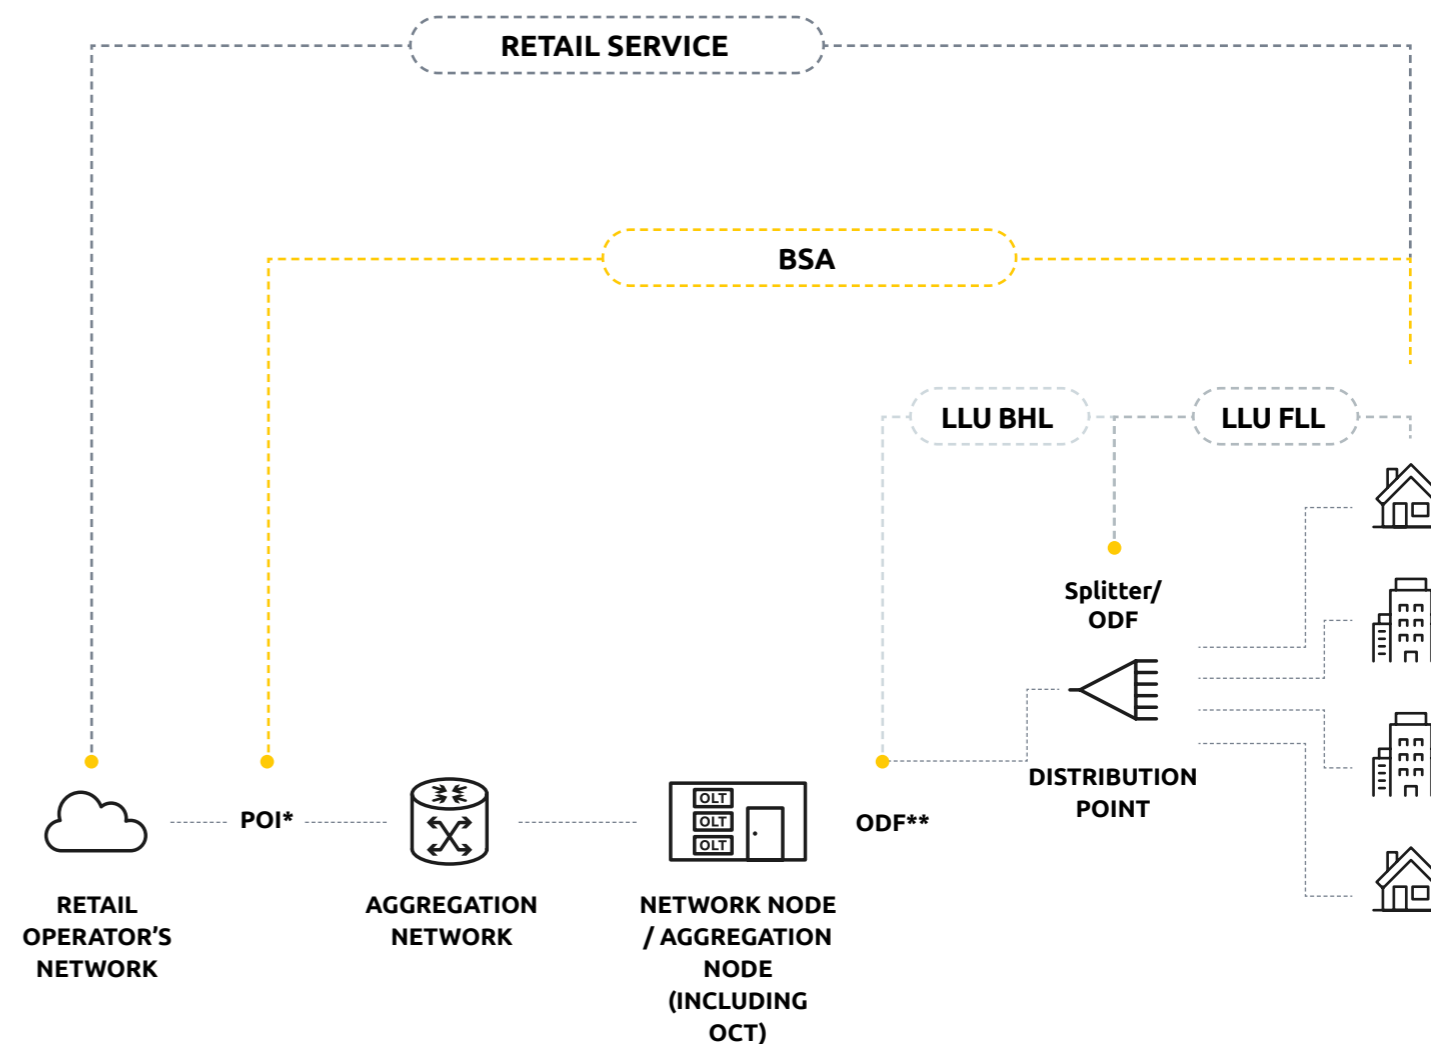 RETAIL SERVICE
BSA
LLU BHL
LLU FLL
Splitter/
ODF
DISTRIBUTION
POINT
OLT
OLT
OLT
POI*
ODF**
RETAIL
OPERATOR'S
NETWORK
AGGREGATION
NETWORK
NETWORK NODE
/ AGGREGATION
NODE
(INCLUDING
OCT)